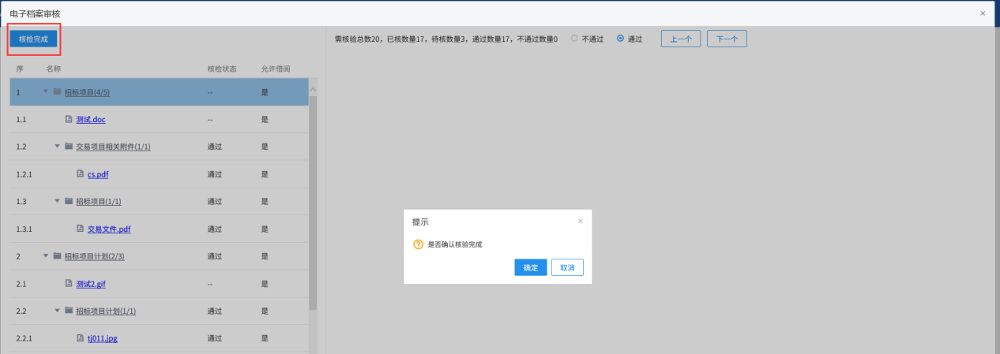 电子档案审核
×
核检完成
需核验总数20，已核数量17，待核数量3，通过数量17，不通过数量0 不通过 通过 上一个 下一个
序 名称 核检状态 允许借阅
1 招标项目(4/5) -- 是
1.1 测试.doc -- 是
1.2 交易项目相关附件(1/1) 通过 是
1.2.1 cs.pdf 通过 是
1.3 招标项目(1/1) 通过 是
1.3.1 交易文件.pdf 通过 是
2 招标项目计划(2/3) 通过 是
2.1 测试2.gif -- 是
2.2 招标项目计划(1/1) 通过 是
2.2.1 tj011.jpg 通过 是
提示 ×
是否确认核验完成
确定 取消